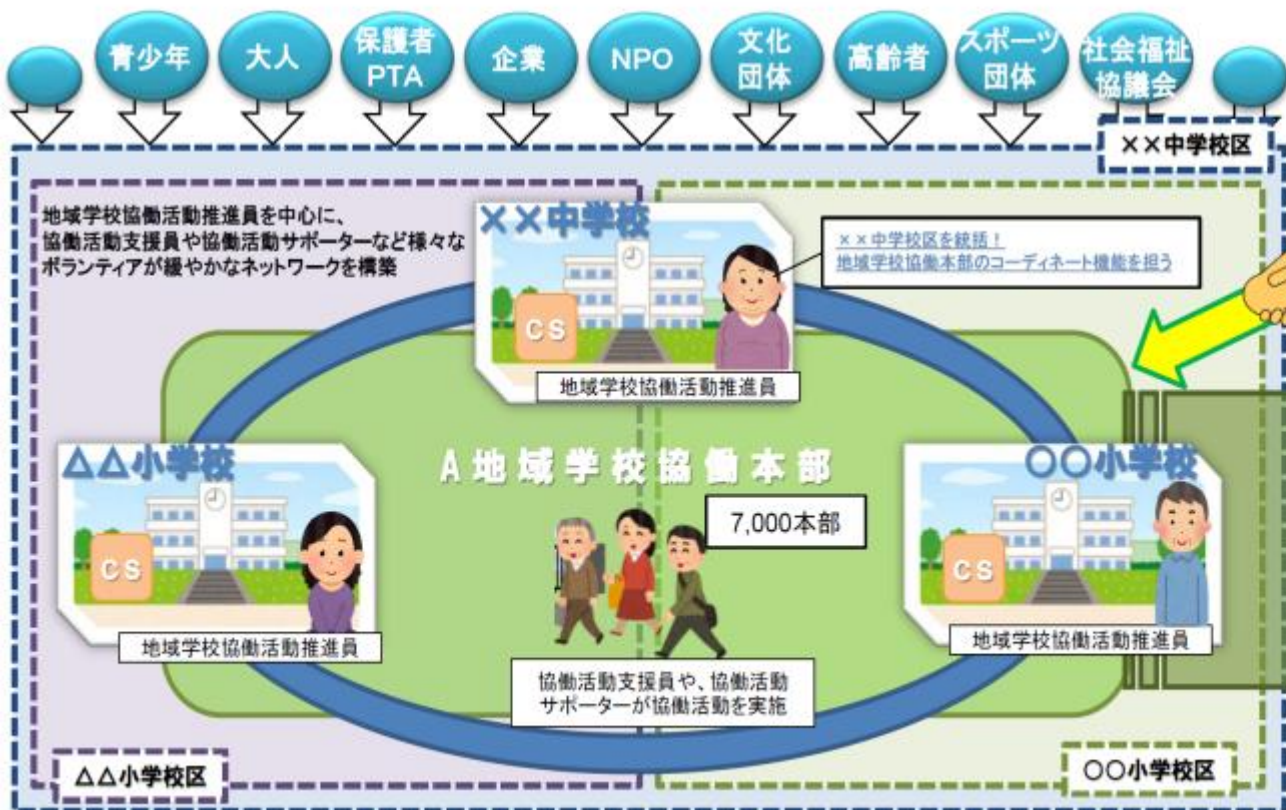 青少年
大人
保護者
PTA
企業
NPO
文化
団体
高齢者
スポーツ
団体
社会福祉
協議会
××中学校区
地域学校協働活動推進員を中心に、
協働活動支援員や協働活動サポーターなど様々な
ボランティアが緩やかなネットワークを構築
××中学校
××中学校区を統括！
地域学校協働本部のコーディネート機能を担う
CS
地域学校協働活動推進員
△△小学校
A地域学校協働本部
〇〇小学校
7,000本部
CS
CS
地域学校協働活動推進員
地域学校協働活動推進員
協働活動支援員や、協働活動
サポーターが協働活動を実施
△△小学校区
〇〇小学校区